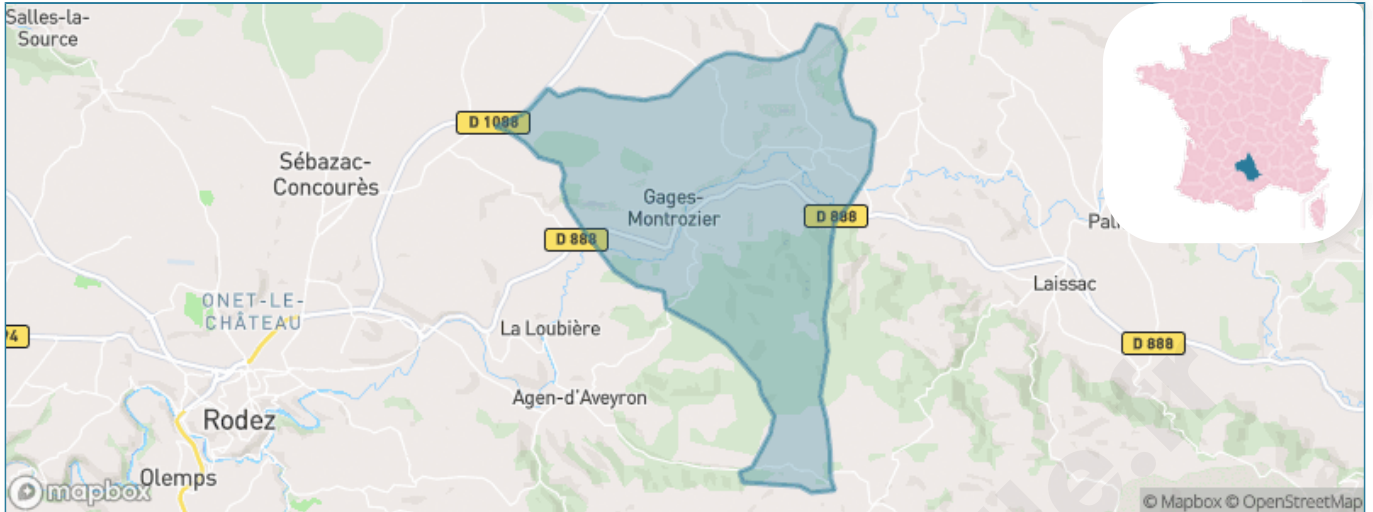 Salles-la-
Source
D 1088
Sébazac-
Concourès
Gages-
Montrozier
D 888
D 888
Laissac
ONET-LE-
CHÂTEAU
La Loubière
D 888
Agen-d'Aveyron
Rodez
Olemps
mapbox
© Mapbox © OpenStreetMap